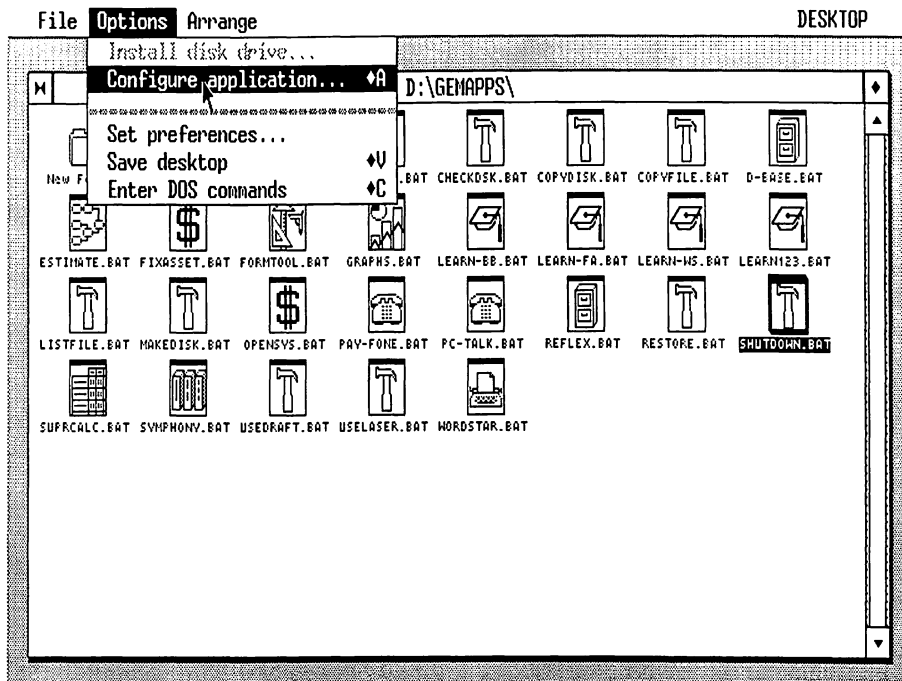 File Options Arrange DESKTOP
Install disk drive...
Configure application... ♦A
D:\GEMAPPS\
Set preferences...
Save desktop ♦V
Enter DOS commands ♦C
New F
.BAT CHECKDSK.BAT COPYDISK.BAT COPYFILE.BAT D-BASE.BAT
ESTIMATE.BAT FIXASSET.BAT FORMTOOL.BAT GRAPHS.BAT LEARN-BB.BAT LEARN-FA.BAT LEARN-WS.BAT LEARN123.BAT
LISTFILE.BAT MAKEDISK.BAT OPENSYS.BAT PAY-FONE.BAT PC-TALK.BAT REFLEX.BAT RESTORE.BAT SHUTDOWN.BAT
SUPRCALC.BAT SYMPHONY.BAT USEDRAFT.BAT USELASER.BAT WORDSTAR.BAT